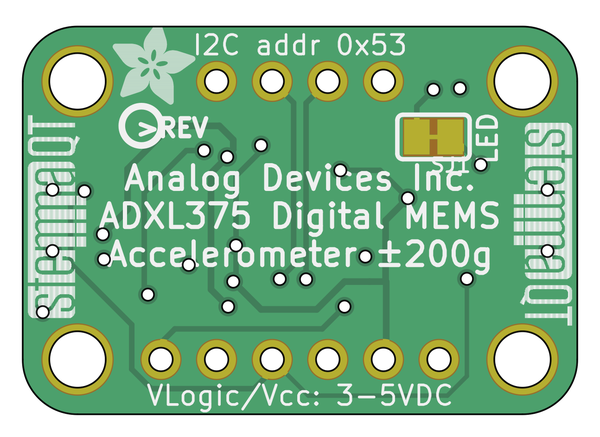 I2C addr 0x53
>REV
LED
stemmaQT
stemmaQT
Analog Devices Inc.
ADXL375 Digital MEMS
Accelerometer ±200g
VLogic/Vcc: 3-5VDC